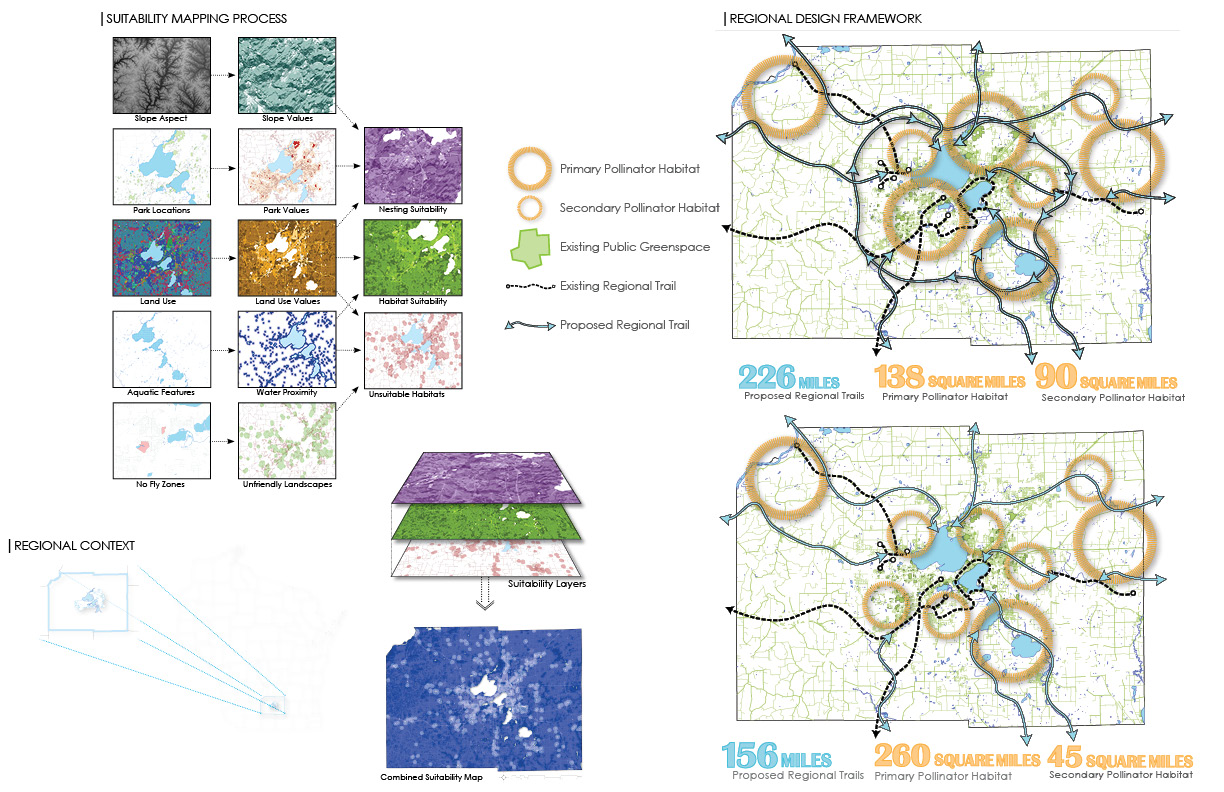 SUITABILITY MAPPING PROCESS
Slope Aspect
Slope Values
Park Locations
Park Values
Nesting Suitability
Land Use
Land Use Values
Habitat Suitability
Aquatic Features
Water Proximity
Unsuitable Habitats
No Fly Zones
Unfriendly Landscapes
REGIONAL CONTEXT
Suitability Layers
Combined Suitability Map
Primary Pollinator Habitat
Secondary Pollinator Habitat
Existing Public Greenspace
Existing Regional Trail
Proposed Regional Trail
REGIONAL DESIGN FRAMEWORK
226 MILES
Proposed Regional Trails
138 SQUARE MILES
Primary Pollinator Habitat
90 SQUARE MILES
Secondary Pollinator Habitat
156 MILES
Proposed Regional Trails
260 SQUARE MILES
Primary Pollinator Habitat
45 SQUARE MILES
Secondary Pollinator Habitat